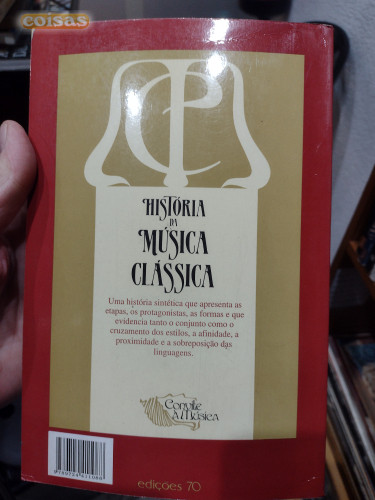 coisas
HISTÓRIA
DA
MÚSICA
CLÁSSICA
Uma história sintética que apresenta as
etapas, os protagonistas, as formas e que
evidencia tanto o conjunto como o
cruzamento dos estilos, a afinidade, a
proximidade e a sobreposição das
linguagens.
Convite
À Música
edições 70